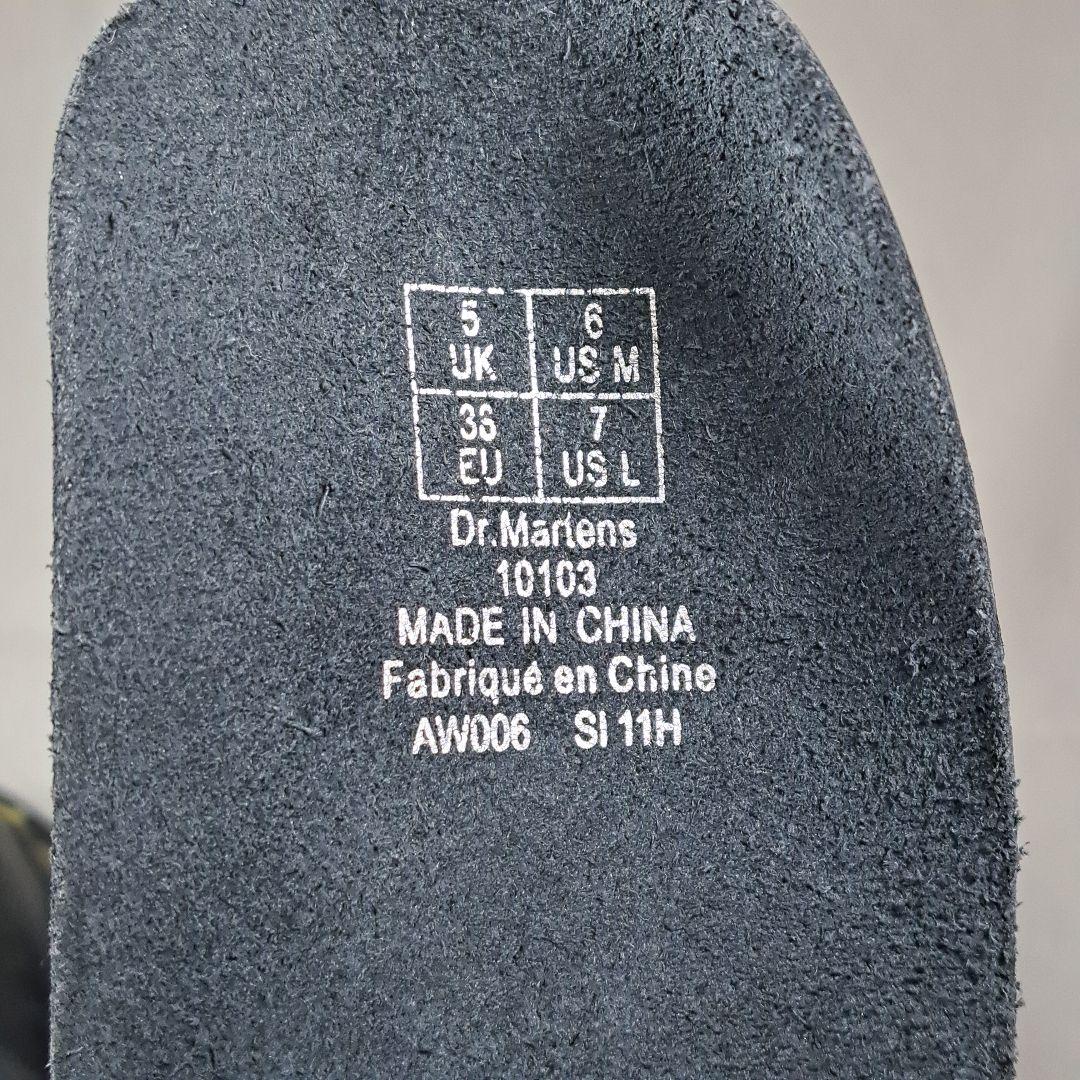 5 6
UK US M
38 7
EU US L
Dr.Martens
10103
MADE IN CHINA
Fabriqué en Chine
AW006 SI 11H